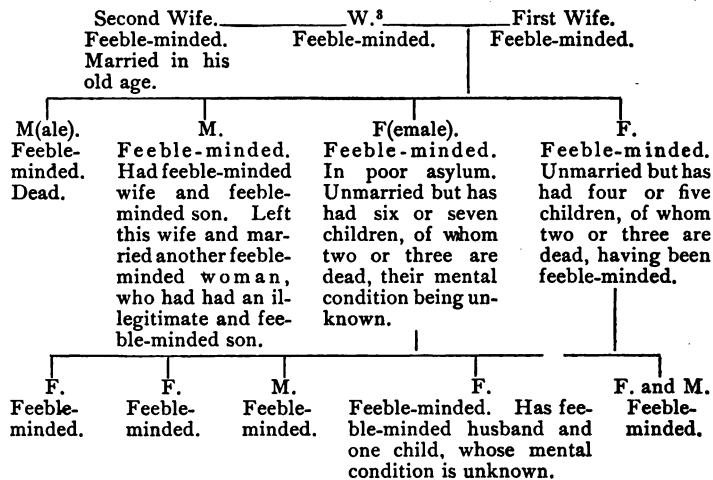 Second Wife.
Feeble-minded.
Married in his
old age.
W.³
Feeble-minded.
First Wife.
Feeble-minded.
M(ale).
Feeble-
minded.
Dead.
M.
Feeble-minded.
Had feeble-minded
wife and feeble-
minded son. Left
this wife and mar-
ried another feeble-
minded woman,
who had had an il-
legitimate and fee-
ble-minded son.
F(emale).
Feeble-minded.
In poor asylum.
Unmarried but has
had six or seven
children, of whom
two or three are
dead, their mental
condition being un-
known.
F.
Feeble-minded.
Unmarried but has
had four or five
children, of whom
two or three are
dead, having been
feeble-minded.
F.
Feeble-
minded.
F.
Feeble-
minded.
M.
Feeble-
minded.
F.
Feeble-minded. Has fee-
ble-minded husband and
one child, whose mental
condition is unknown.
F. and M.
Feeble-
minded.